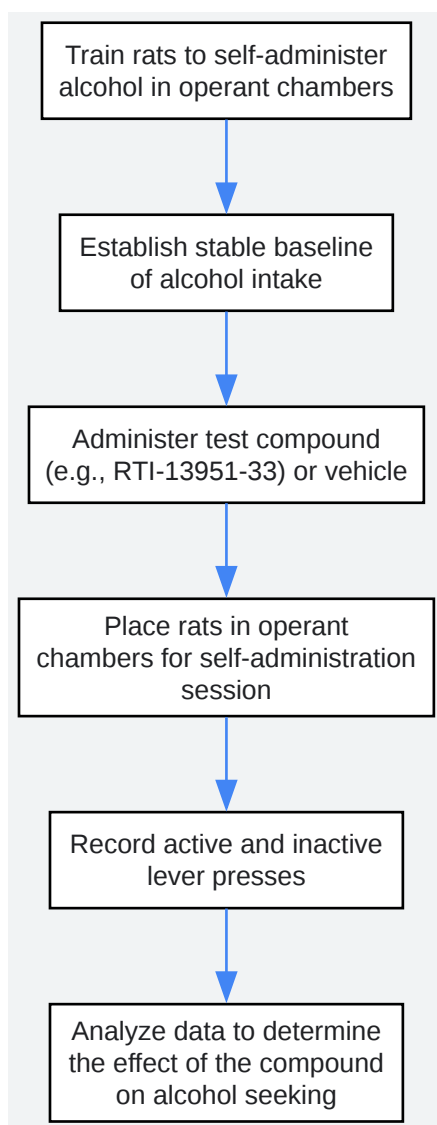 Train rats to self-administer
alcohol in operant chambers
Establish stable baseline
of alcohol intake
Administer test compound
(e.g., RTI-13951-33) or vehicle
Place rats in operant
chambers for self-administration
session
Record active and inactive
lever presses
Analyze data to determine
the effect of the compound
on alcohol seeking